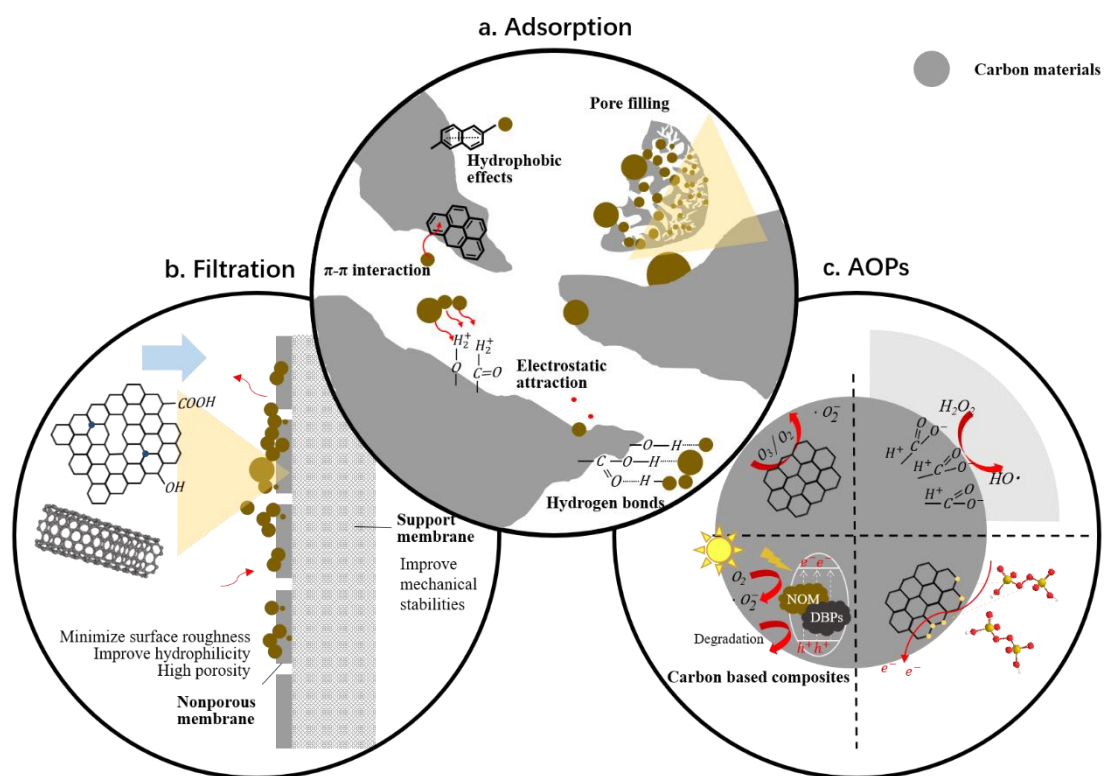 a. Adsorption
Carbon materials
Pore filling
Hydrophobic
effects
π-π interaction
H₂⁺ H₂⁺
O C=O
Electrostatic
attraction
O H
C O H
O H
Hydrogen bonds
b. Filtration
COOH
OH
Support
membrane
Improve
mechanical
stabilities
Minimize surface roughness
Improve hydrophilicity
High porosity
Nonporous
membrane
c. AOPs
· O₂⁻
O₃/ O₂
H₂O₂
O
C O⁻
H⁺
O
H⁺ C O⁻
HO·
H⁺ O
C O⁻
e⁻ e⁻
O₂
· O₂⁻
NOM
DBPs
Degradation
h⁺ h⁺
Carbon based composites
e⁻ e⁻